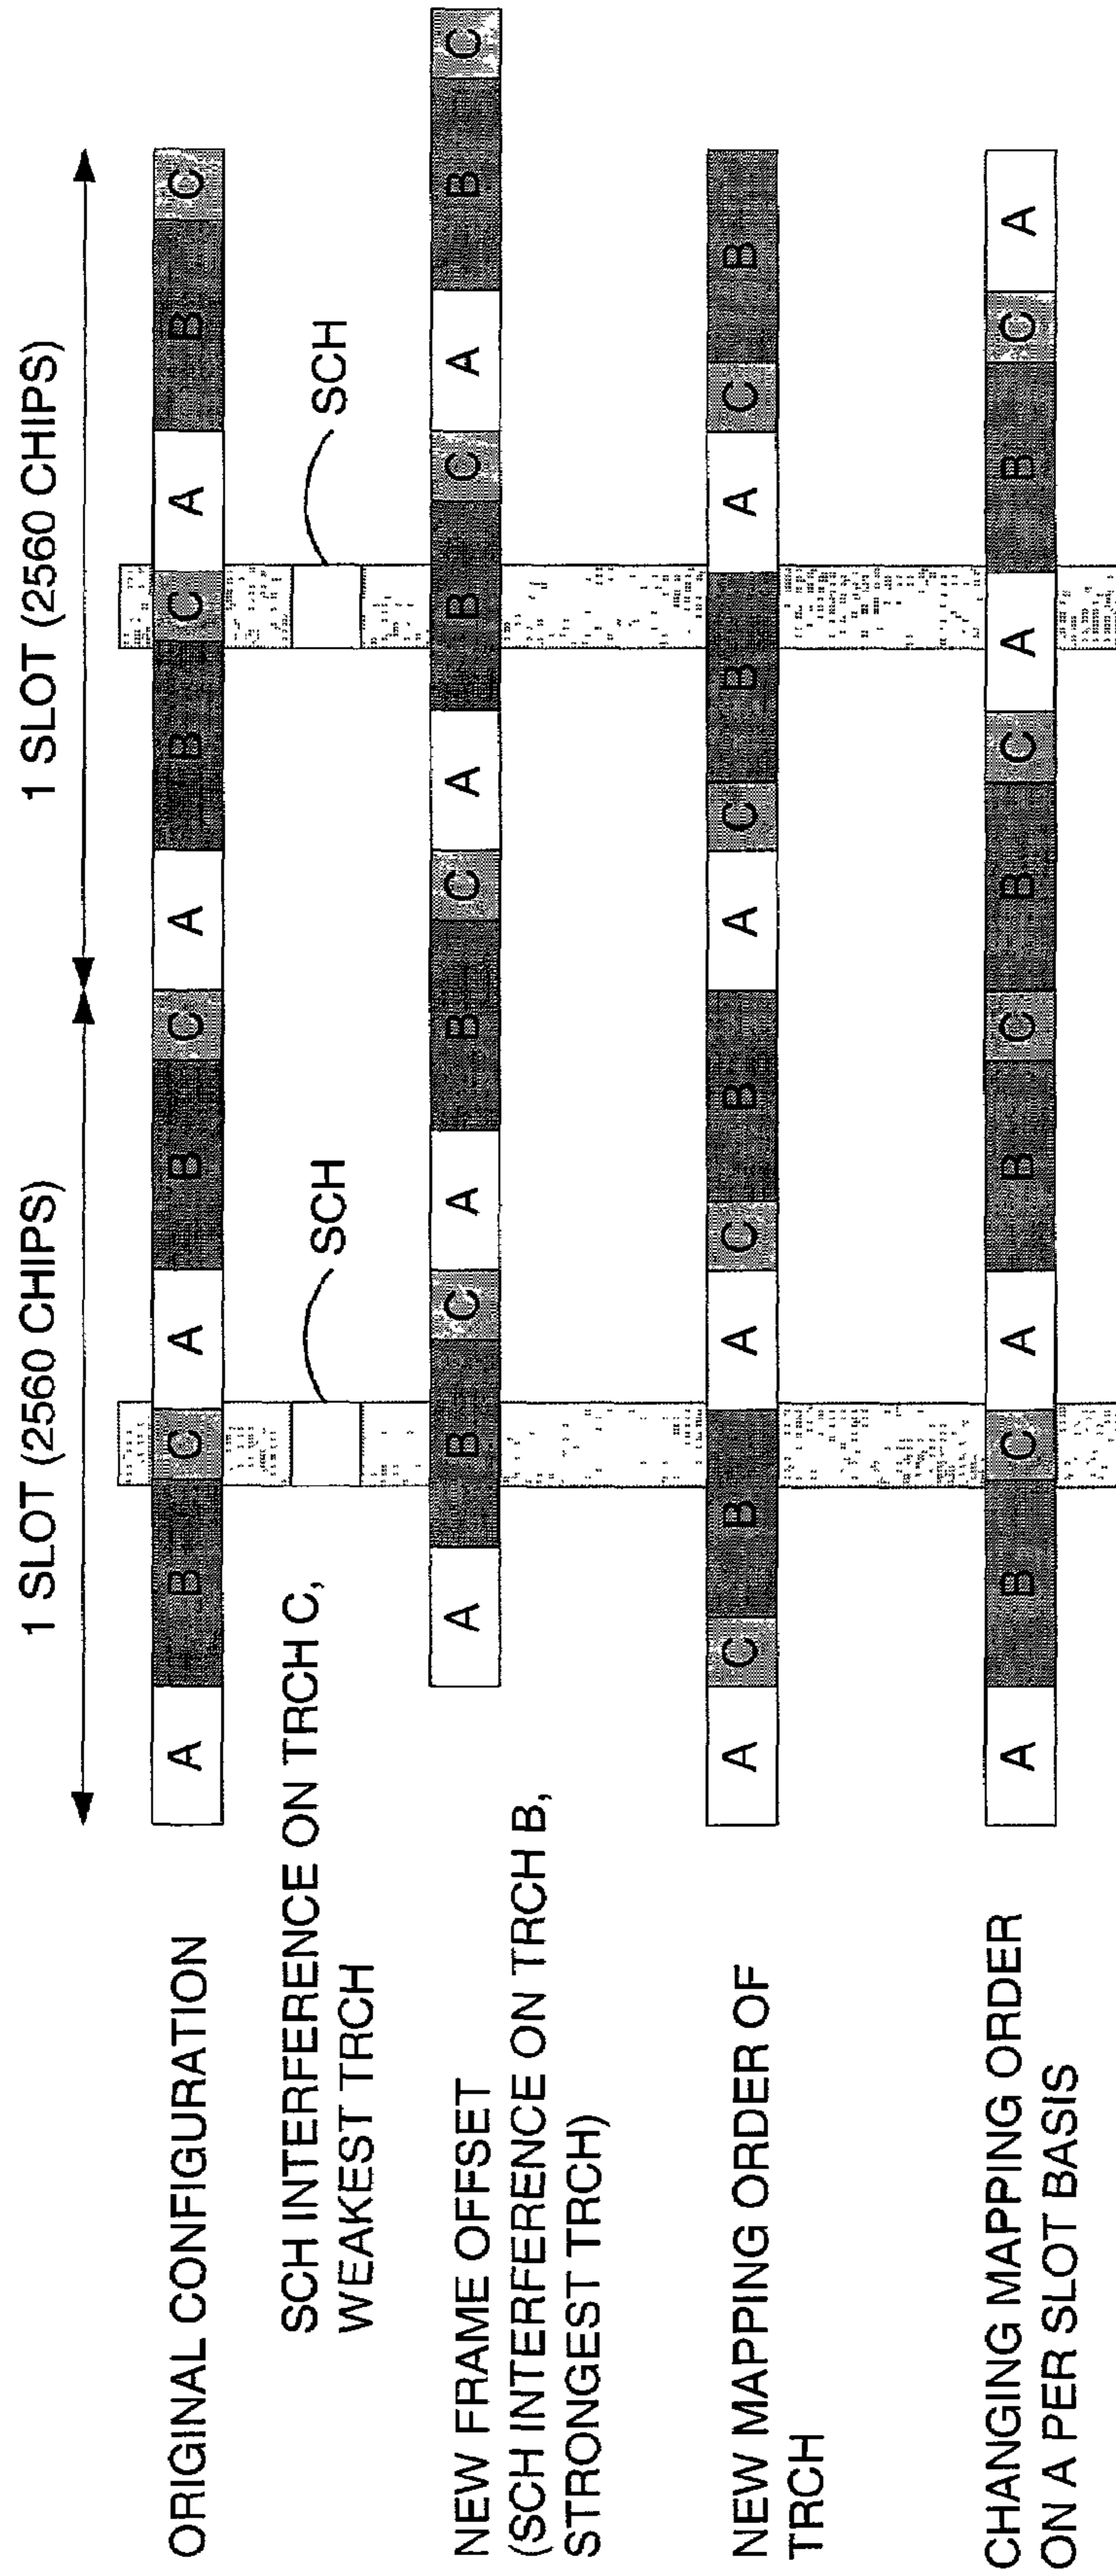 1 SLOT (2560 CHIPS) 1 SLOT (2560 CHIPS)
ORIGINAL CONFIGURATION
A B C A B C A B C A B C
SCH INTERFERENCE ON TRCH C,
WEAKEST TRCH
SCH SCH
NEW FRAME OFFSET
(SCH INTERFERENCE ON TRCH B,
STRONGEST TRCH)
A B C A B C A B C A B C
NEW MAPPING ORDER OF
TRCH
A C B A C B A C B A C B
CHANGING MAPPING ORDER
ON A PER SLOT BASIS
A B C A B C B C A B C A